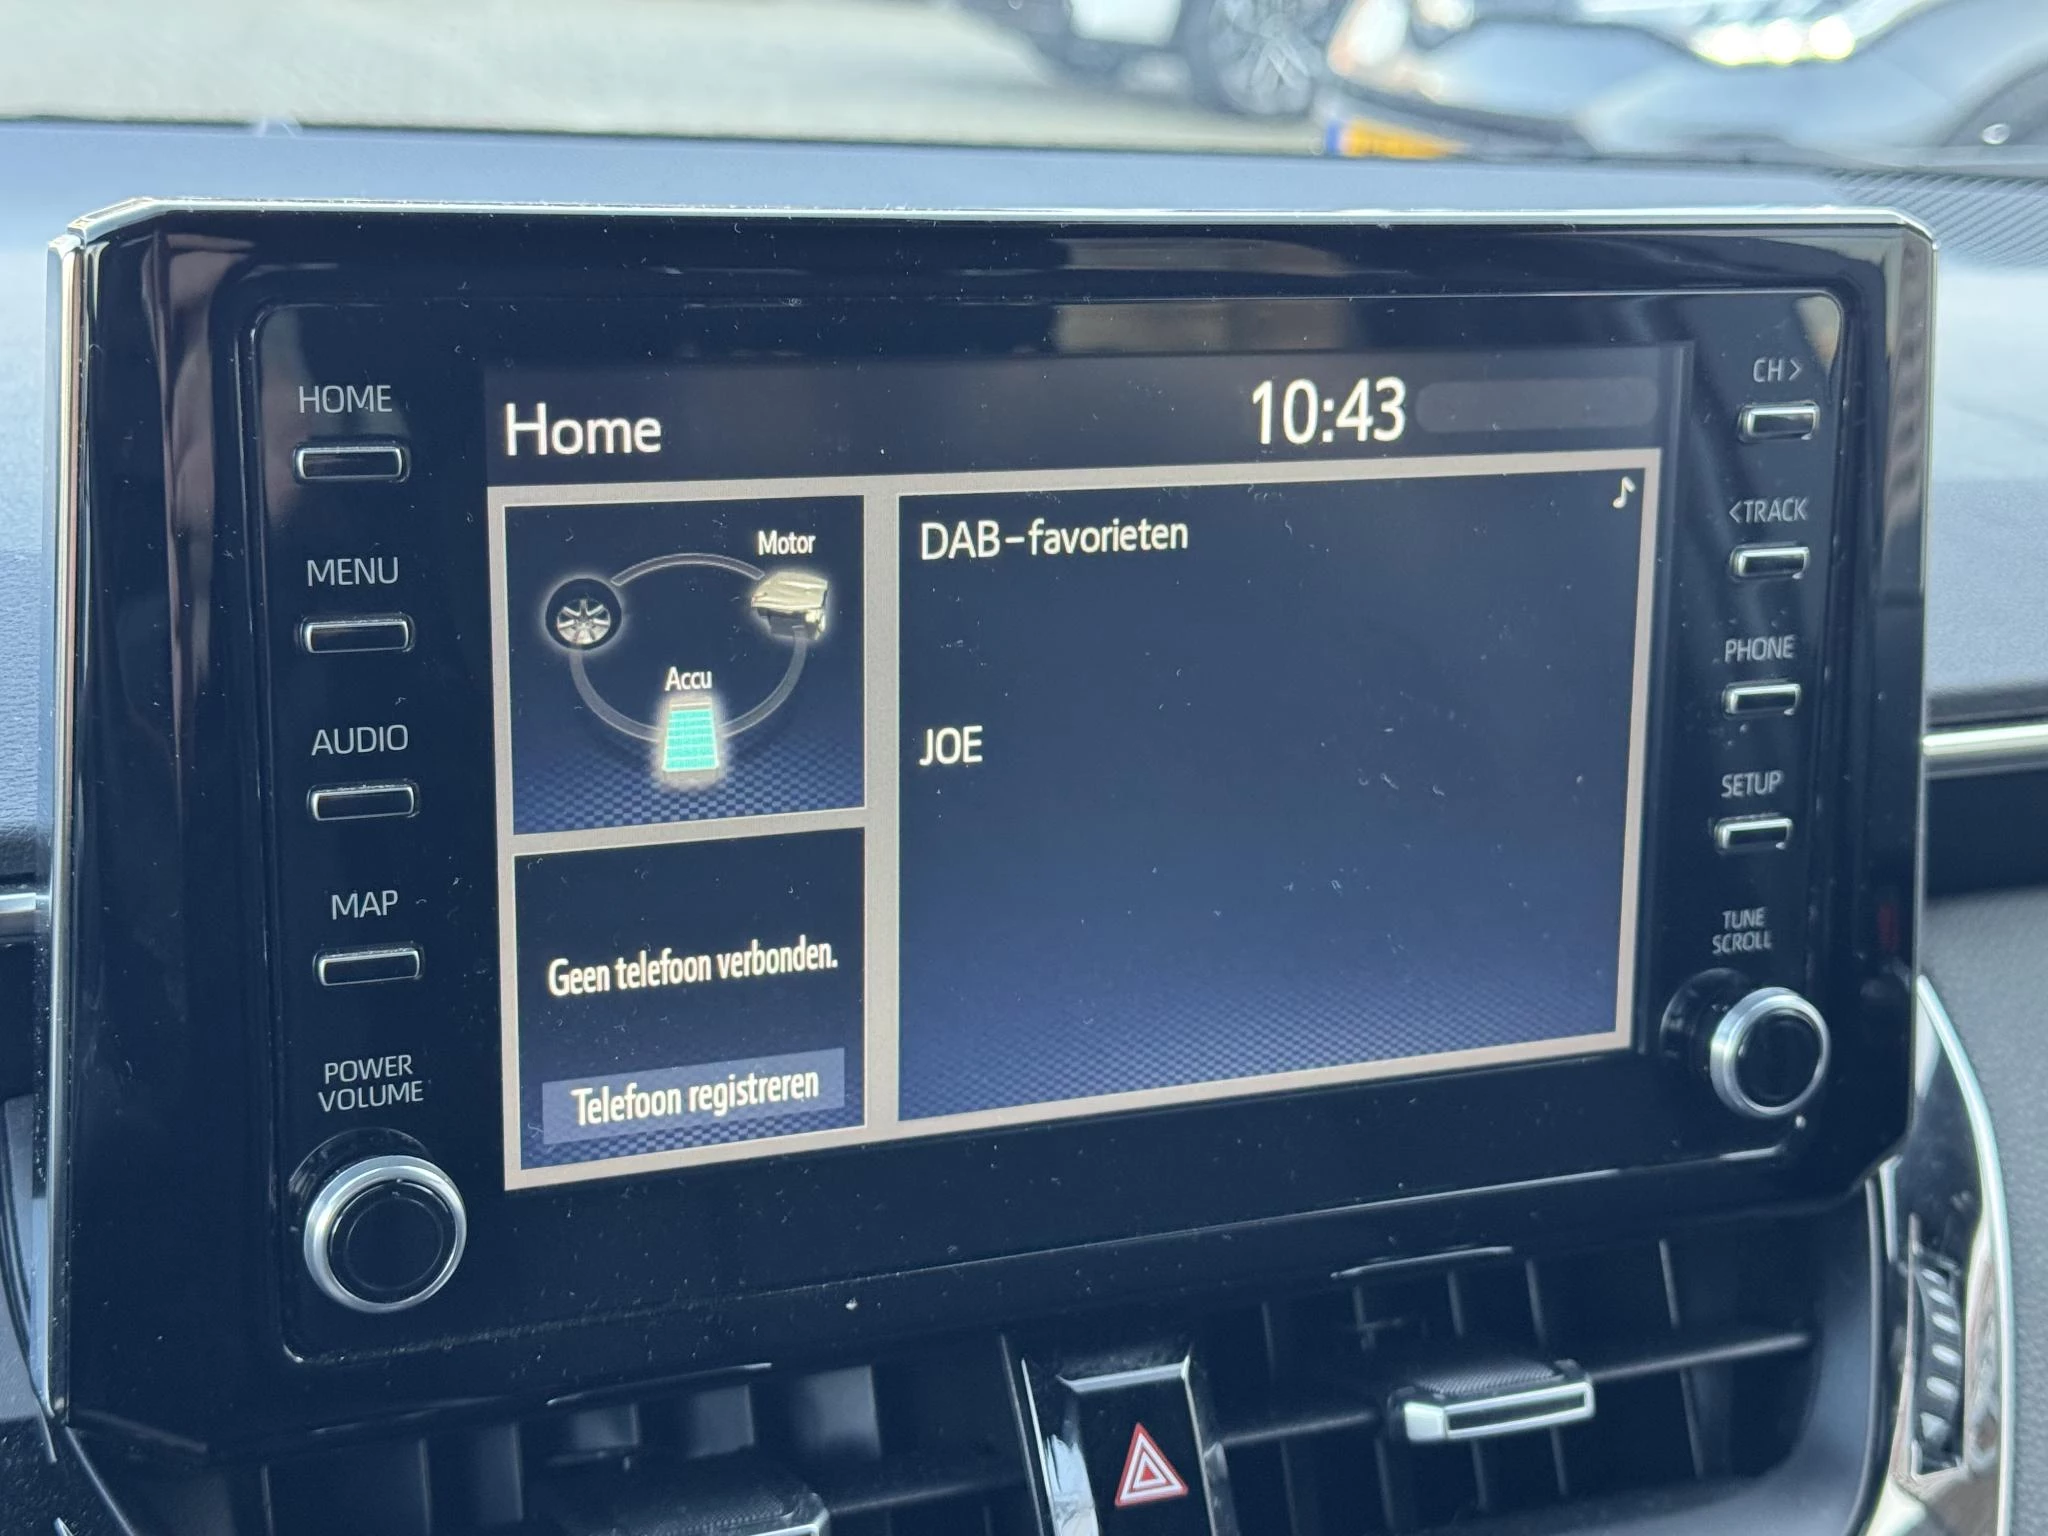 HOME
MENU
AUDIO
MAP
POWER
VOLUME
Home
10:43
Motor
Accu
Geen telefoon verbonden.
Telefoon registreren
DAB-favorieten
JOE
CH>
<TRACK
PHONE
SETUP
TUNE
SCROLL